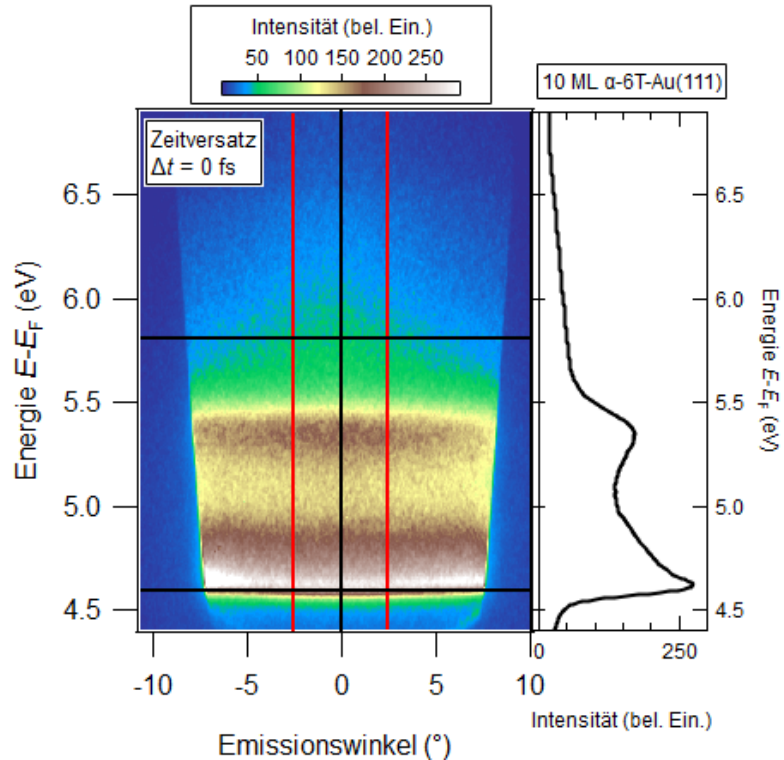 Intensität (bel. Ein.)
50 100 150 200 250
10 ML α-6T-Au(111)
Zeitversatz
Δt = 0 fs
Energie E-E_F (eV)
6.5
6.0
5.5
5.0
4.5
-10 -5 0 5 10
Emissionswinkel (°)
6.5
6.0
5.5
5.0
4.5
Energie E-E_F (eV)
0 250
Intensität (bel. Ein.)